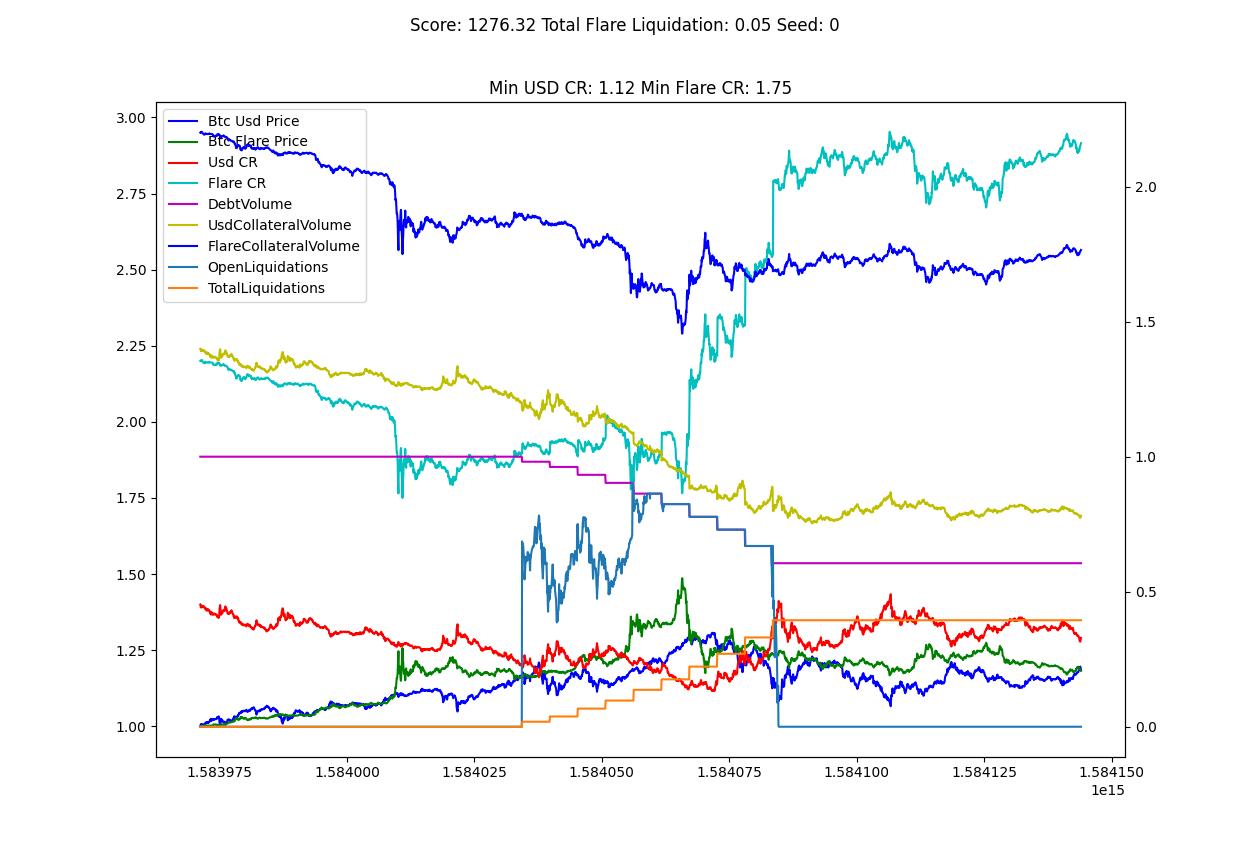 Score: 1276.32 Total Flare Liquidation: 0.05 Seed: 0
Min USD CR: 1.12 Min Flare CR: 1.75
Btc Usd Price
Btc Flare Price
Usd CR
Flare CR
DebtVolume
UsdCollateralVolume
FlareCollateralVolume
OpenLiquidations
TotalLiquidations
3.00
2.75
2.50
2.25
2.00
1.75
1.50
1.25
1.00
2.0
1.5
1.0
0.5
0.0
1.583975 1.584000 1.584025 1.584050 1.584075 1.584100 1.584125 1.584150
1e15